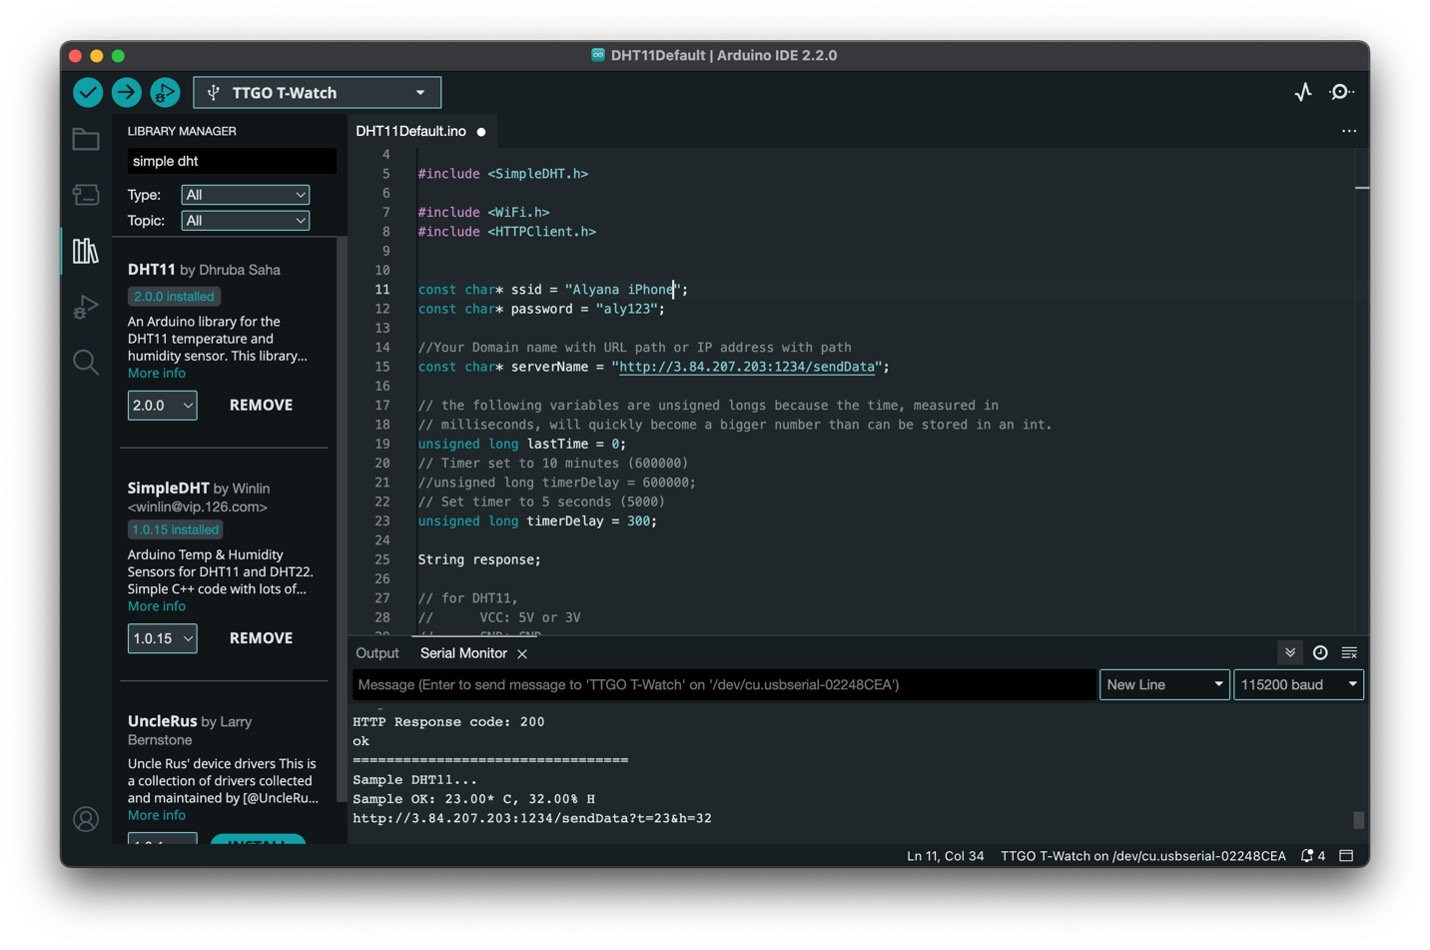 DHT11Default | Arduino IDE 2.2.0
TTGO T-Watch
LIBRARY MANAGER
simple dht
Type: All
Topic: All
DHT11 by Dhruba Saha
2.0.0 installed
An Arduino library for the
DHT11 temperature and
humidity sensor. This library...
More info
2.0.0 REMOVE
SimpleDHT by Winlin
<winlin@vip.126.com>
1.0.15 installed
Arduino Temp & Humidity
Sensors for DHT11 and DHT22.
Simple C++ code with lots of...
More info
1.0.15 REMOVE
UncleRus by Larry
Bernstone
Uncle Rus' device drivers This is
a collection of drivers collected
and maintained by [@UncleRu...
More info
INSTALL
DHT11Default.ino
4
5 #include <SimpleDHT.h>
6
7 #include <WiFi.h>
8 #include <HTTPClient.h>
9
10
11 const char* ssid = "Alyana iPhone";
12 const char* password = "aly123";
13
14 //Your Domain name with URL path or IP address with path
15 const char* serverName = "http://3.84.207.203:1234/sendData";
16
17 // the following variables are unsigned longs because the time, measured in
18 // milliseconds, will quickly become a bigger number than can be stored in an int.
19 unsigned long lastTime = 0;
20 // Timer set to 10 minutes (600000)
21 //unsigned long timerDelay = 600000;
22 // Set timer to 5 seconds (5000)
23 unsigned long timerDelay = 300;
24
25 String response;
26
27 // for DHT11,
28 // VCC: 5V or 3V
Output Serial Monitor
Message (Enter to send message to 'TTGO T-Watch' on '/dev/cu.usbserial-02248CEA')
New Line 115200 baud
HTTP Response code: 200
ok
================================
Sample DHT11...
Sample OK: 23.00* C, 32.00% H
http://3.84.207.203:1234/sendData?t=23&h=32
Ln 11, Col 34 TTGO T-Watch on /dev/cu.usbserial-02248CEA 4